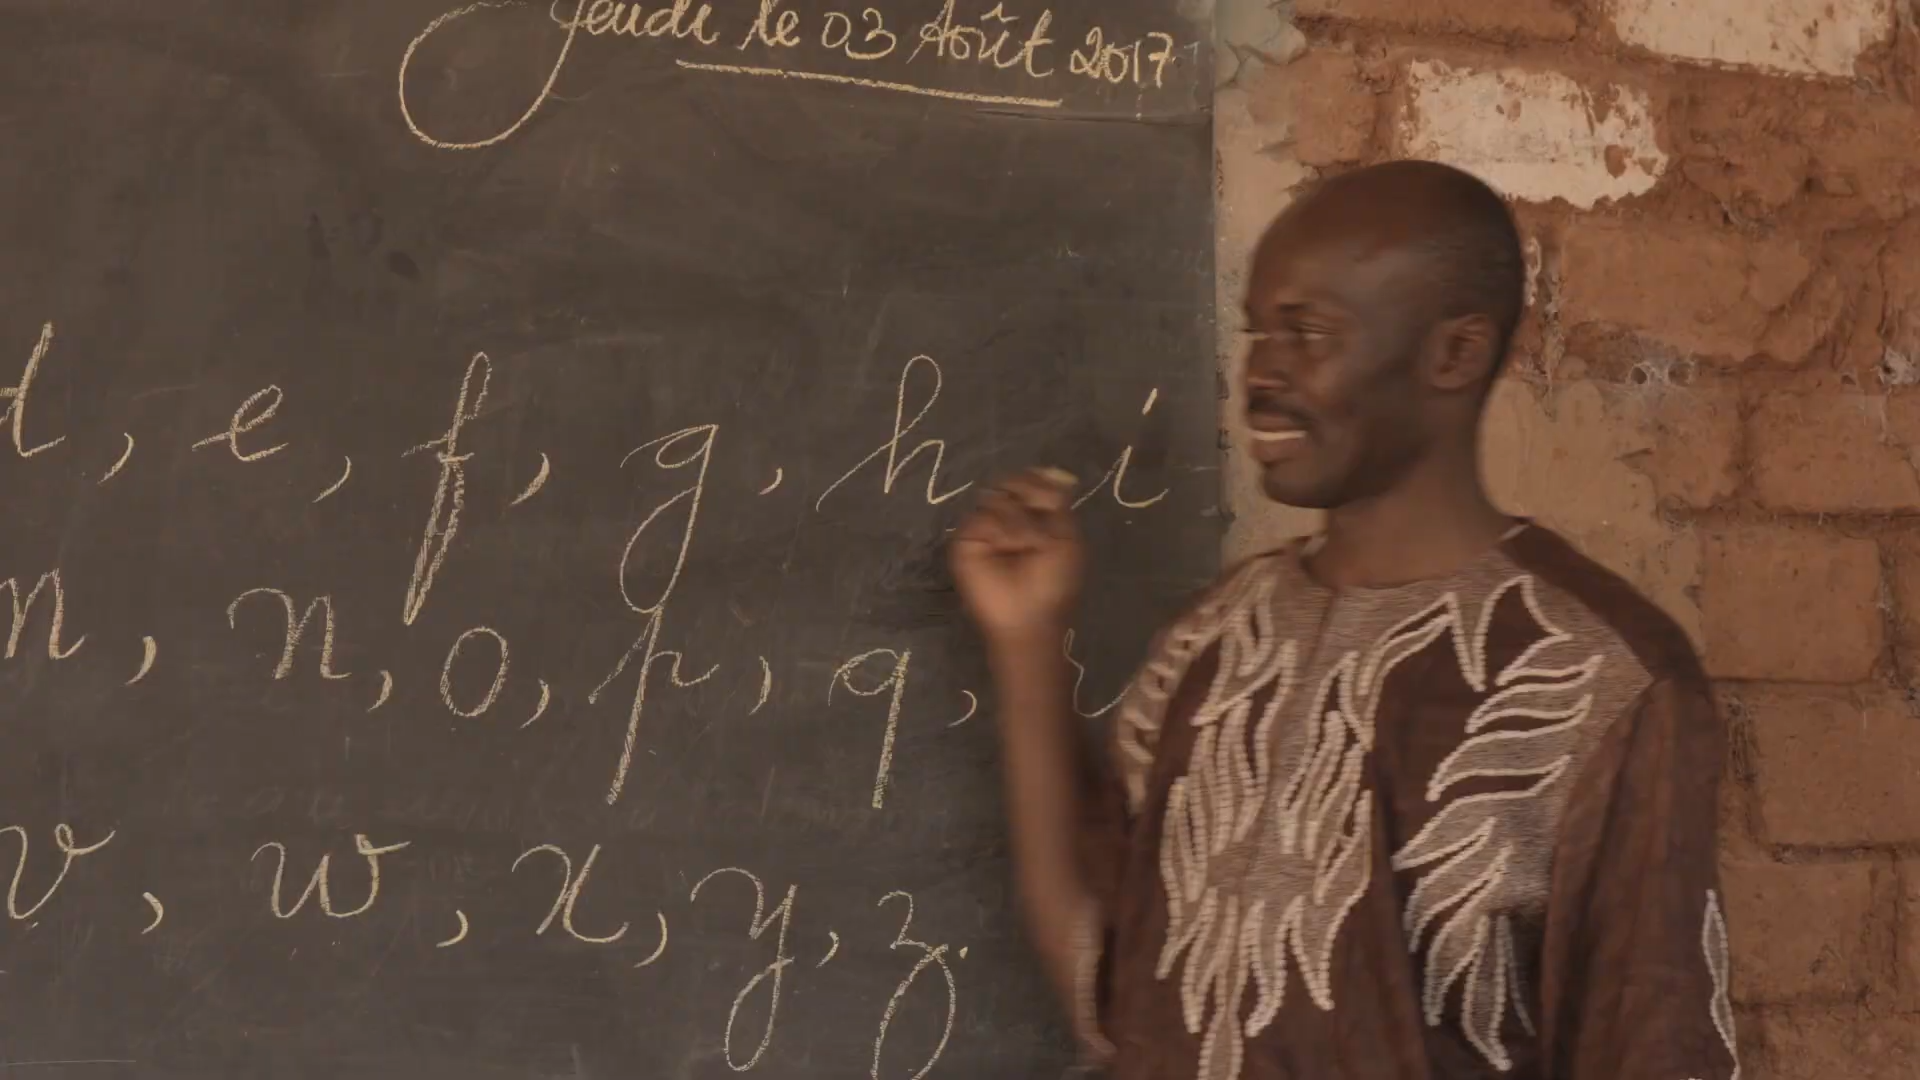 Jeudi le 03 Août 2017
d, e, f, g, h i
m, n, o, p, q, r
v, w, x, y, z.